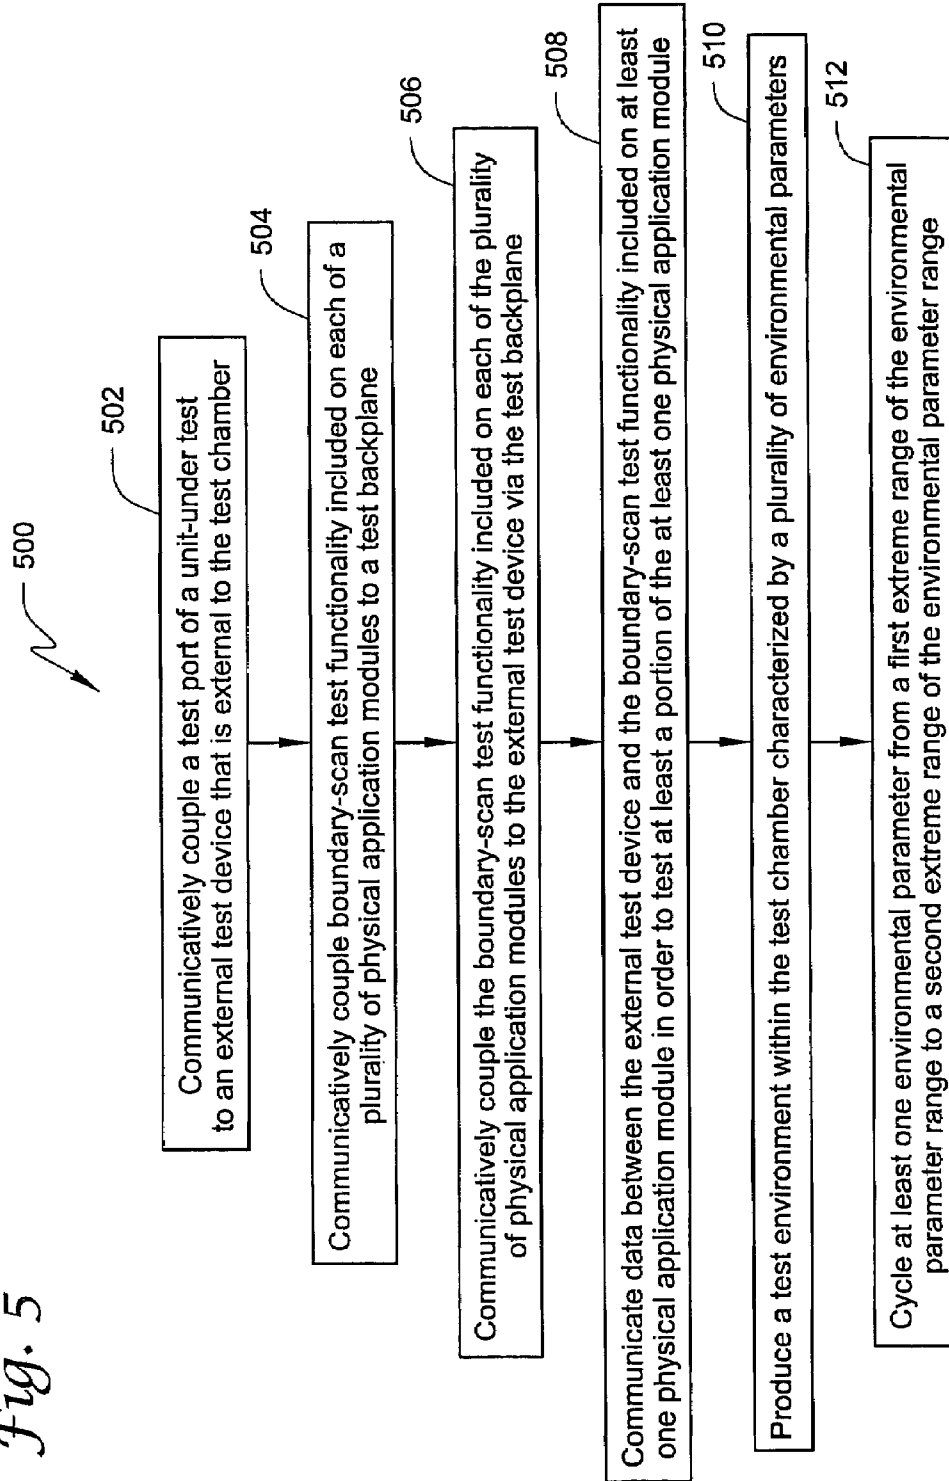 Fig. 5
500
502
Communicatively couple a test port of a unit-under test
to an external test device that is external to the test chamber
504
Communicatively couple boundary-scan test functionality included on each of a
plurality of physical application modules to a test backplane
506
Communicatively couple the boundary-scan test functionality included on each of the plurality
of physical application modules to the external test device via the test backplane
508
Communicate data between the external test device and the boundary-scan test functionality included on at least
one physical application module in order to test at least a portion of the at least one physical application module
510
Produce a test environment within the test chamber characterized by a plurality of environmental parameters
512
Cycle at least one environmental parameter from a first extreme range of the environmental
parameter range to a second extreme range of the environmental parameter range